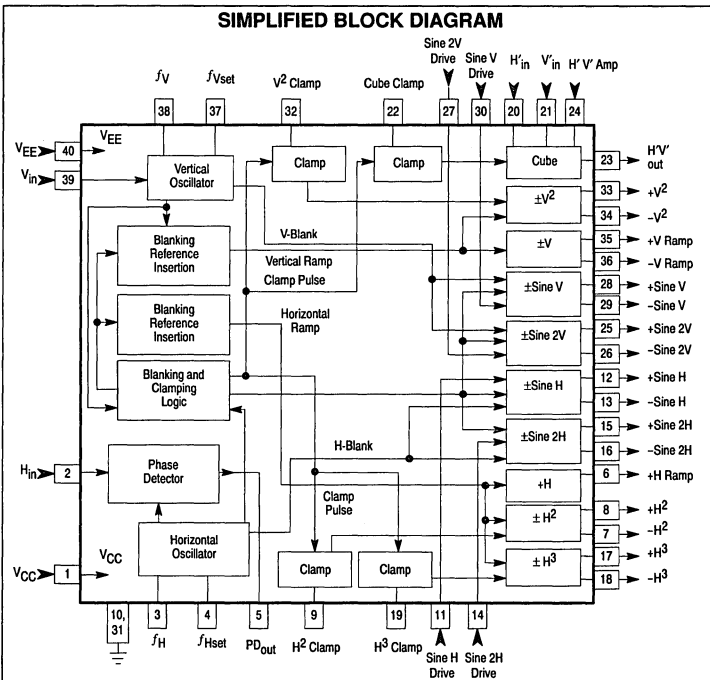 SIMPLIFIED BLOCK DIAGRAM
Sine 2V Drive
Sine V Drive
H'in
V'in
H' V' Amp
fV
fVset
V2 Clamp
Cube Clamp
38
37
32
22
27
30
20
21
24
VEE
40
VEE
Vin
39
Vertical Oscillator
Clamp
Clamp
Cube
23
H'V' out
±V2
33
+V2
34
–V2
V-Blank
Blanking Reference Insertion
Vertical Ramp
±V
35
+V Ramp
36
–V Ramp
Clamp Pulse
±Sine V
28
+Sine V
29
–Sine V
Blanking Reference Insertion
Horizontal Ramp
±Sine 2V
25
+Sine 2V
26
–Sine 2V
Blanking and Clamping Logic
±Sine H
12
+Sine H
13
–Sine H
±Sine 2H
15
+Sine 2H
16
–Sine 2H
H-Blank
Hin
2
Phase Detector
+H
6
+H Ramp
Clamp Pulse
± H2
8
+H2
7
–H2
Horizontal Oscillator
VCC
1
VCC
Clamp
Clamp
± H3
17
+H3
18
–H3
10, 31
3
4
5
9
19
11
14
fH
fHset
PDout
H2 Clamp
H3 Clamp
Sine H Drive
Sine 2H Drive